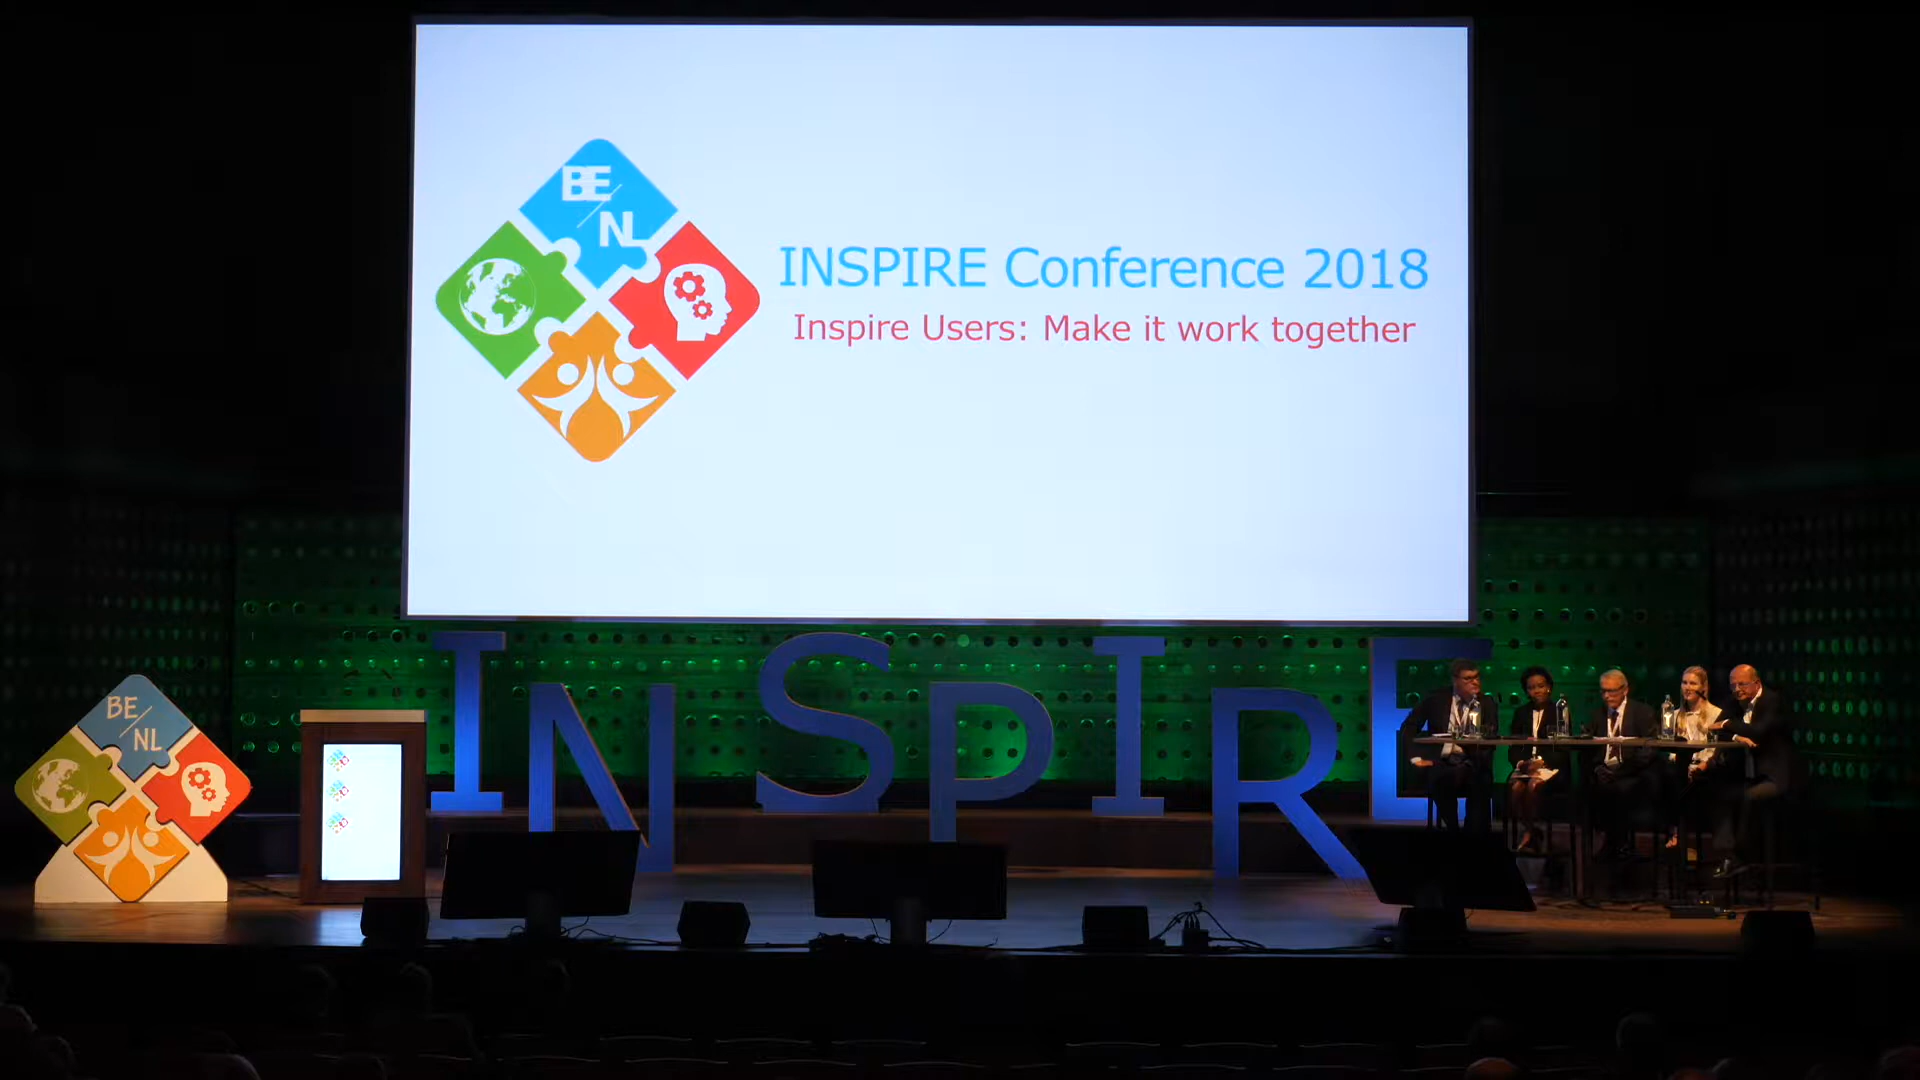 BE/
NL
INSPIRE Conference 2018
Inspire Users: Make it work together
INSPIRE
BE/
NL